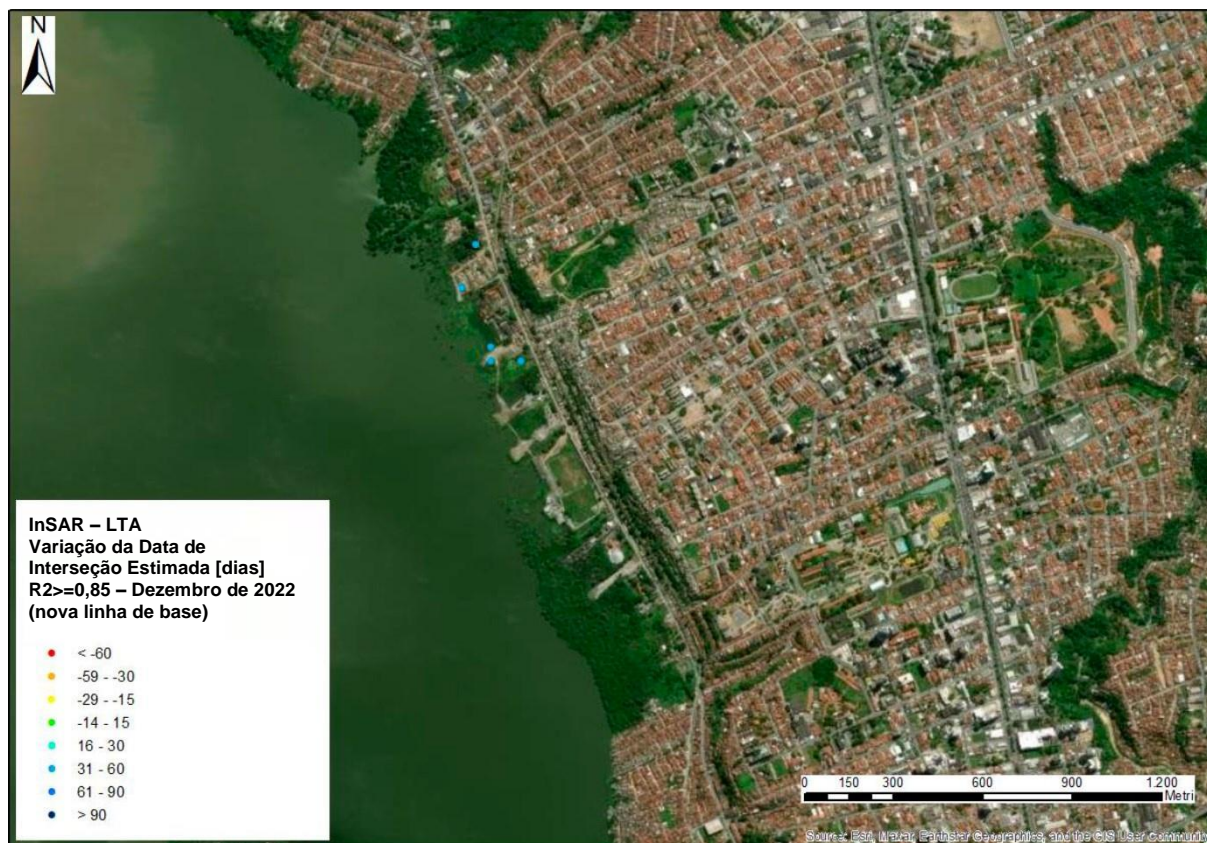 N
InSAR – LTA
Variação da Data de
Interseção Estimada [dias]
R2>=0,85 – Dezembro de 2022
(nova linha de base)
< -60
-59 - -30
-29 - -15
-14 - 15
16 - 30
31 - 60
61 - 90
> 90
0 150 300 600 900 1.200
Metri
Source: Esri, Maxar, Earthstar Geographics, and the GIS User Communit